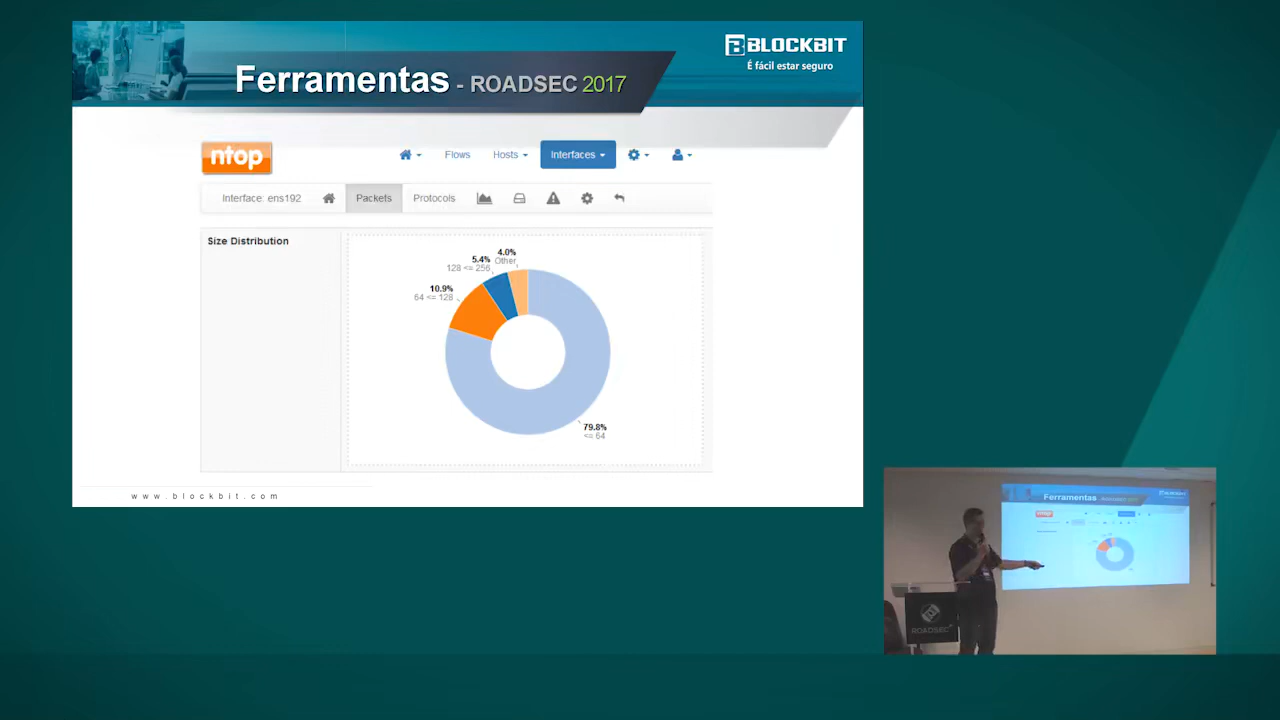 BLOCKBIT
É fácil estar seguro
Ferramentas - ROADSEC 2017
ntop
Flows
Hosts
Interfaces
Interface: ens192
Packets
Protocols
Size Distribution
4.0%
Other
5.4%
128 <= 256
10.9%
64 <= 128
79.8%
<= 64
www.blockbit.com
Ferramentas
ROADSEC